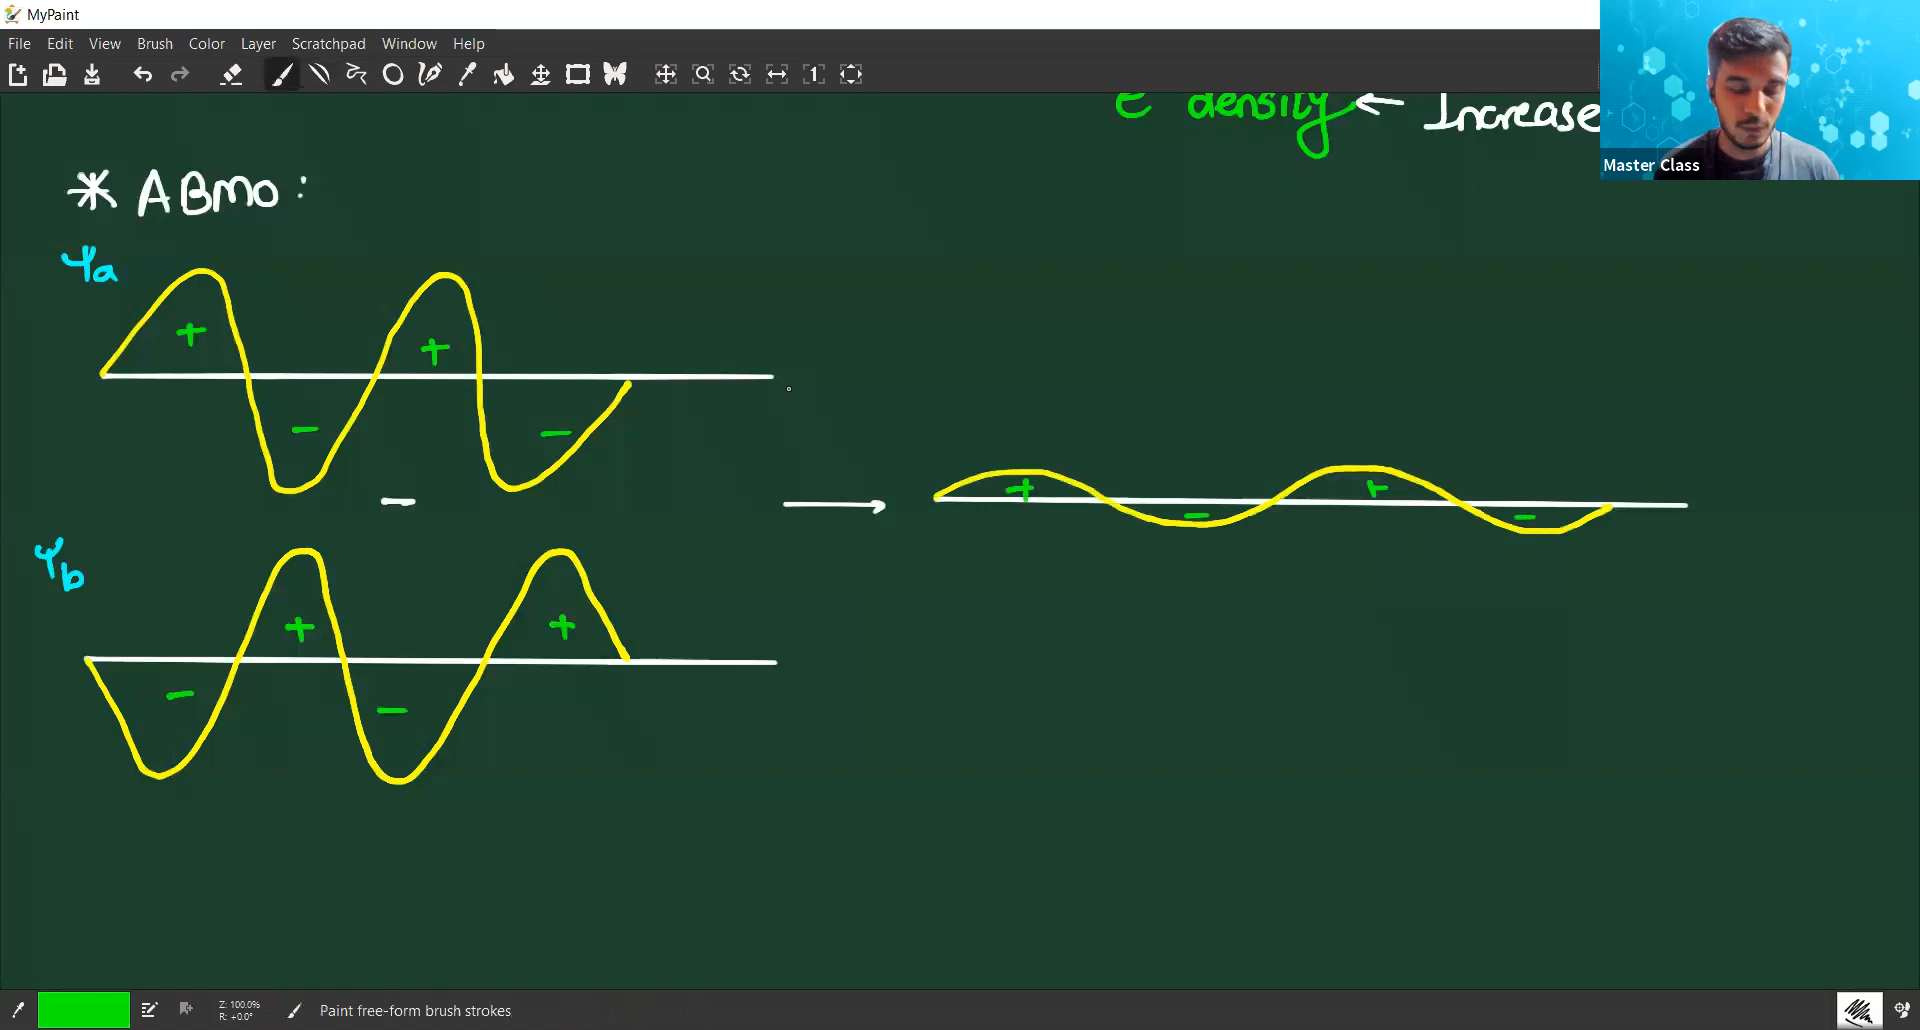 MyPaint
File Edit View Brush Color Layer Scratchpad Window Help
1
e density ← Increase
Master Class
* ABMO :
Ψa
+ +
- -
-
+ +
- -
Ψb
+ +
- -
Z: 100.0%
R: +0.0°
Paint free-form brush strokes